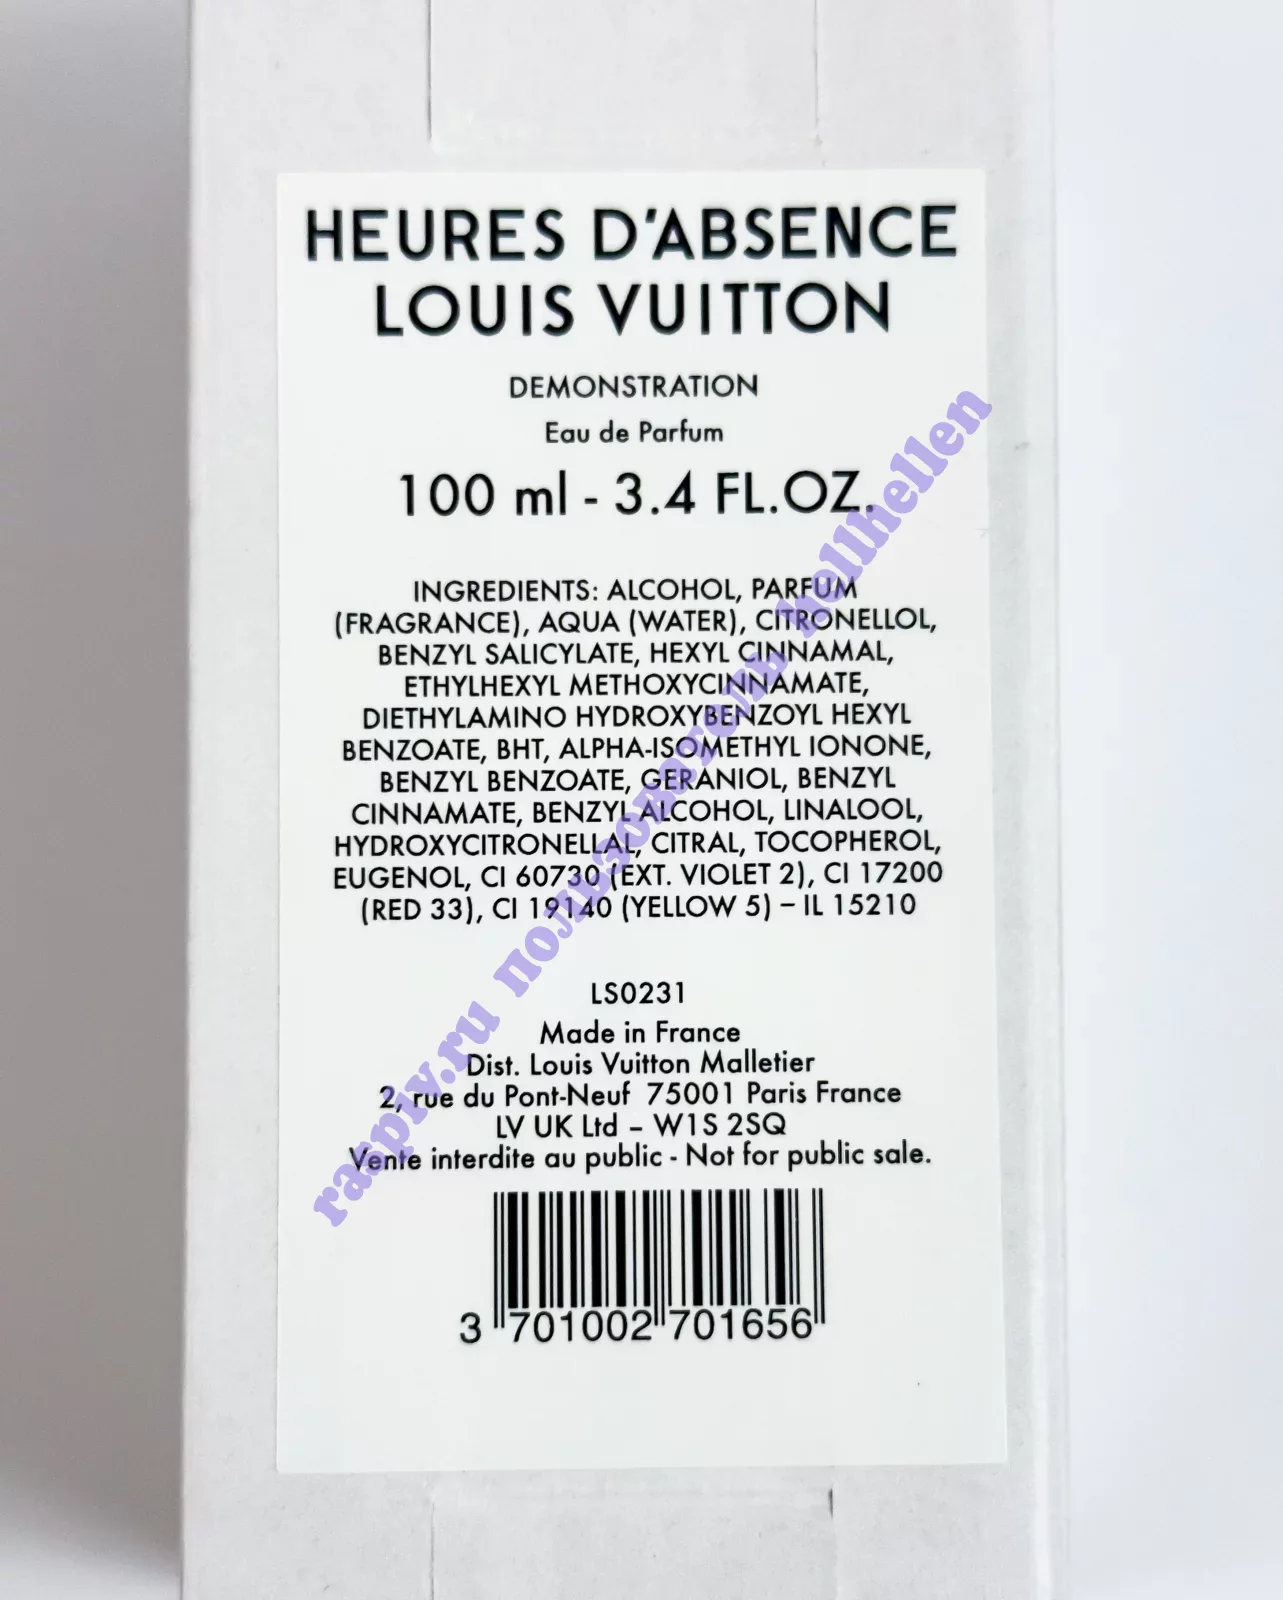 HEURES D'ABSENCE
LOUIS VUITTON
DEMONSTRATION
Eau de Parfum
100 ml - 3.4 FL.OZ.
INGREDIENTS: ALCOHOL, PARFUM
(FRAGRANCE), AQUA (WATER), CITRONELLOL,
BENZYL SALICYLATE, HEXYL CINNAMAL,
ETHYLHEXYL METHOXYCINNAMATE,
DIETHYLAMINO HYDROXYBENZOYL HEXYL
BENZOATE, BHT, ALPHA-ISOMETHYL IONONE,
BENZYL BENZOATE, GERANIOL, BENZYL
CINNAMATE, BENZYL ALCOHOL, LINALOOL,
HYDROXYCITRONELLAL, CITRAL, TOCOPHEROL,
EUGENOL, CI 60730 (EXT. VIOLET 2), CI 17200
(RED 33), CI 19140 (YELLOW 5) – IL 15210
LS0231
Made in France
Dist. Louis Vuitton Malletier
2, rue du Pont-Neuf 75001 Paris France
LV UK Ltd – W1S 2SQ
Vente interdite au public - Not for public sale.
3 701002 701656
raspiv.ru пользователь hellhellen